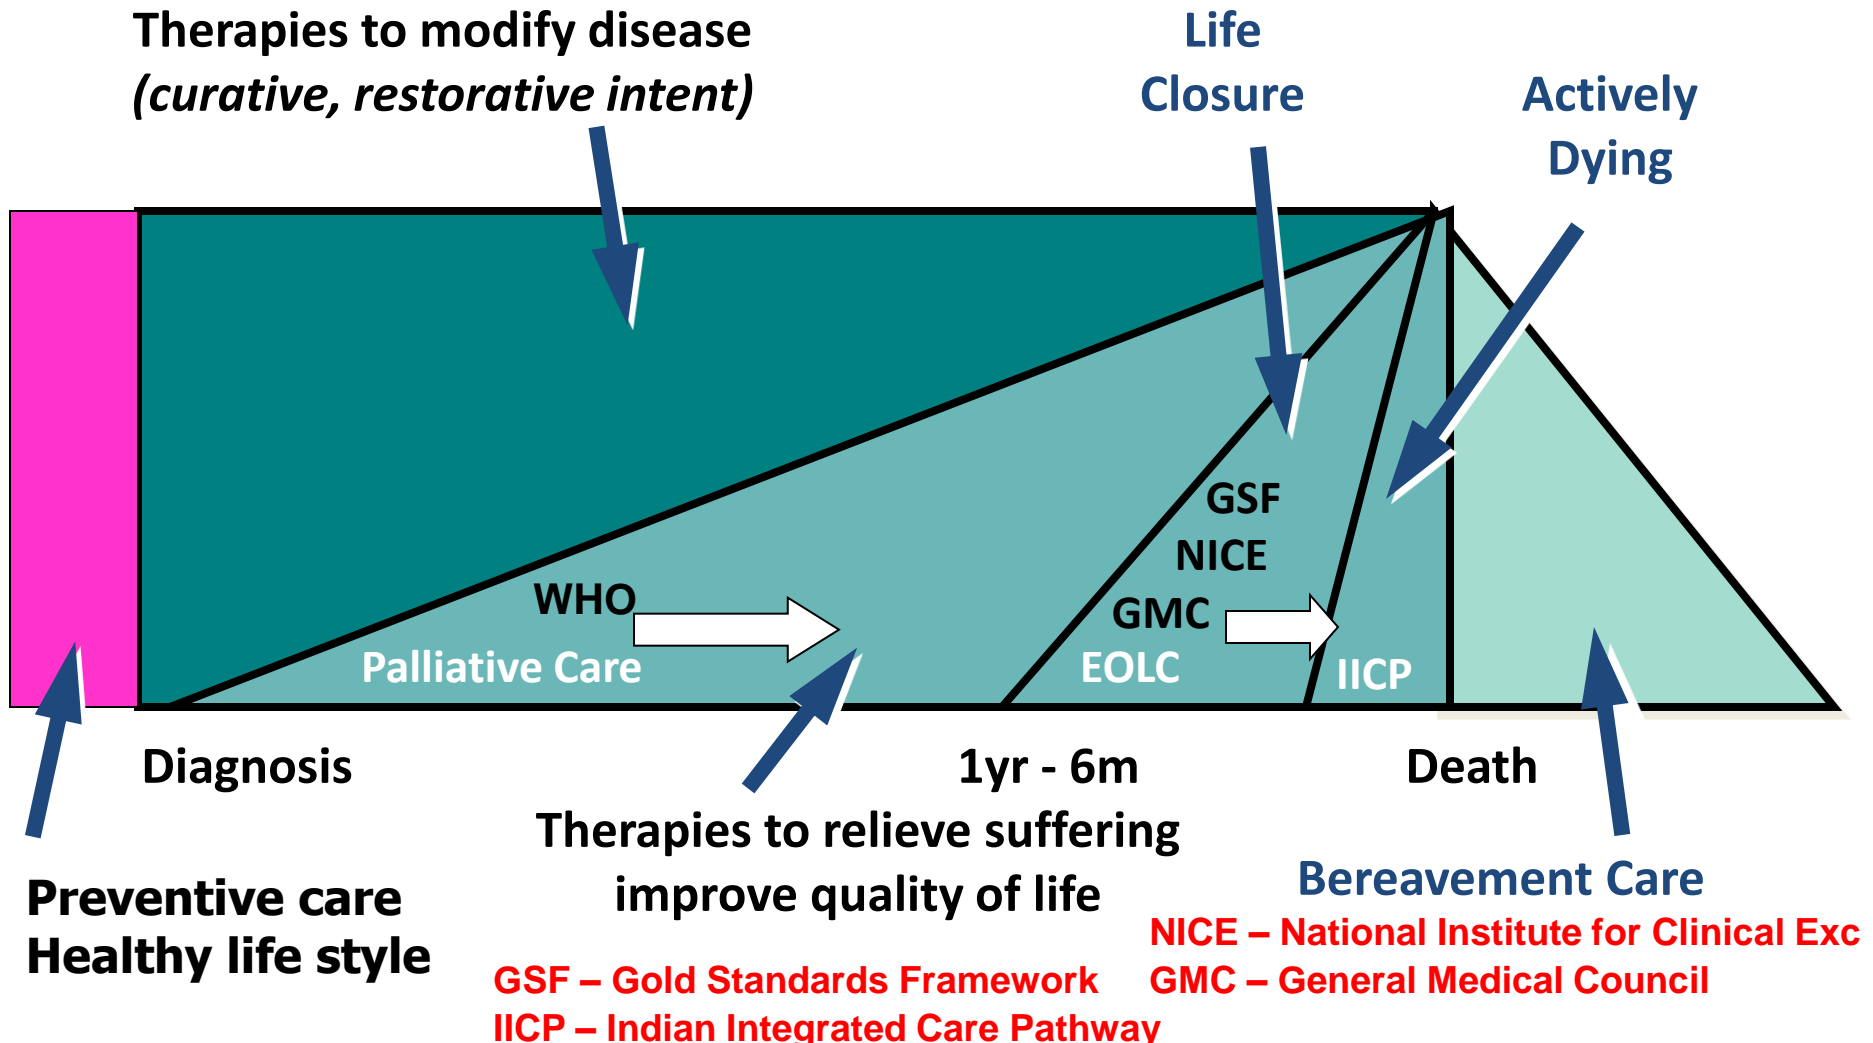 Therapies to modify disease
(curative, restorative intent)
Life
Closure
Actively
Dying
GSF
NICE
WHO
GMC
Palliative Care
EOLC
IICP
Diagnosis
1yr - 6m
Death
Therapies to relieve suffering
improve quality of life
Preventive care
Healthy life style
Bereavement Care
NICE – National Institute for Clinical Exc
GSF – Gold Standards Framework
GMC – General Medical Council
IICP – Indian Integrated Care Pathway